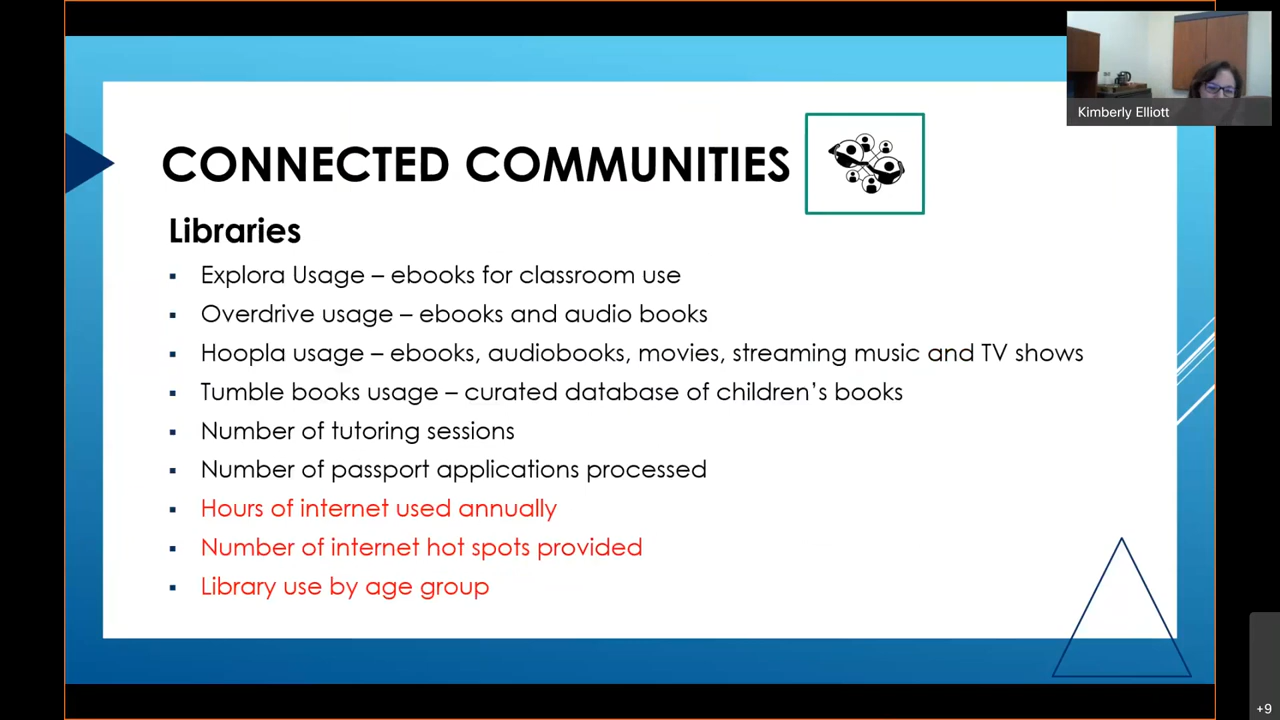 Kimberly Elliott
CONNECTED COMMUNITIES
Libraries
▪ Explora Usage – ebooks for classroom use
▪ Overdrive usage – ebooks and audio books
▪ Hoopla usage – ebooks, audiobooks, movies, streaming music and TV shows
▪ Tumble books usage – curated database of children’s books
▪ Number of tutoring sessions
▪ Number of passport applications processed
▪ Hours of internet used annually
▪ Number of internet hot spots provided
▪ Library use by age group
+9